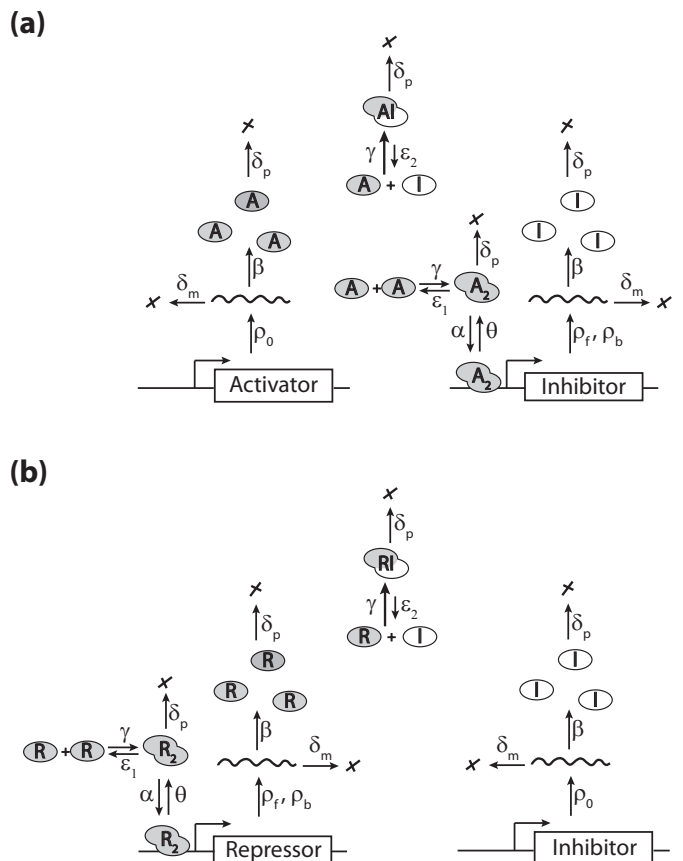 (a)
δp
AI
γ ε2
A + I
δp
A
A A
β
δm
ρ0
Activator
δp
A + A γ ε1 A2
α θ
A2
δp
I
I I
β
δm
ρf, ρb
Inhibitor
(b)
δp
RI
γ ε2
R + I
δp
R
R R
β
δm
ρf, ρb
Repressor
δp
R + R γ ε1 R2
α θ
R2
δp
I
I I
β
δm
ρ0
Inhibitor